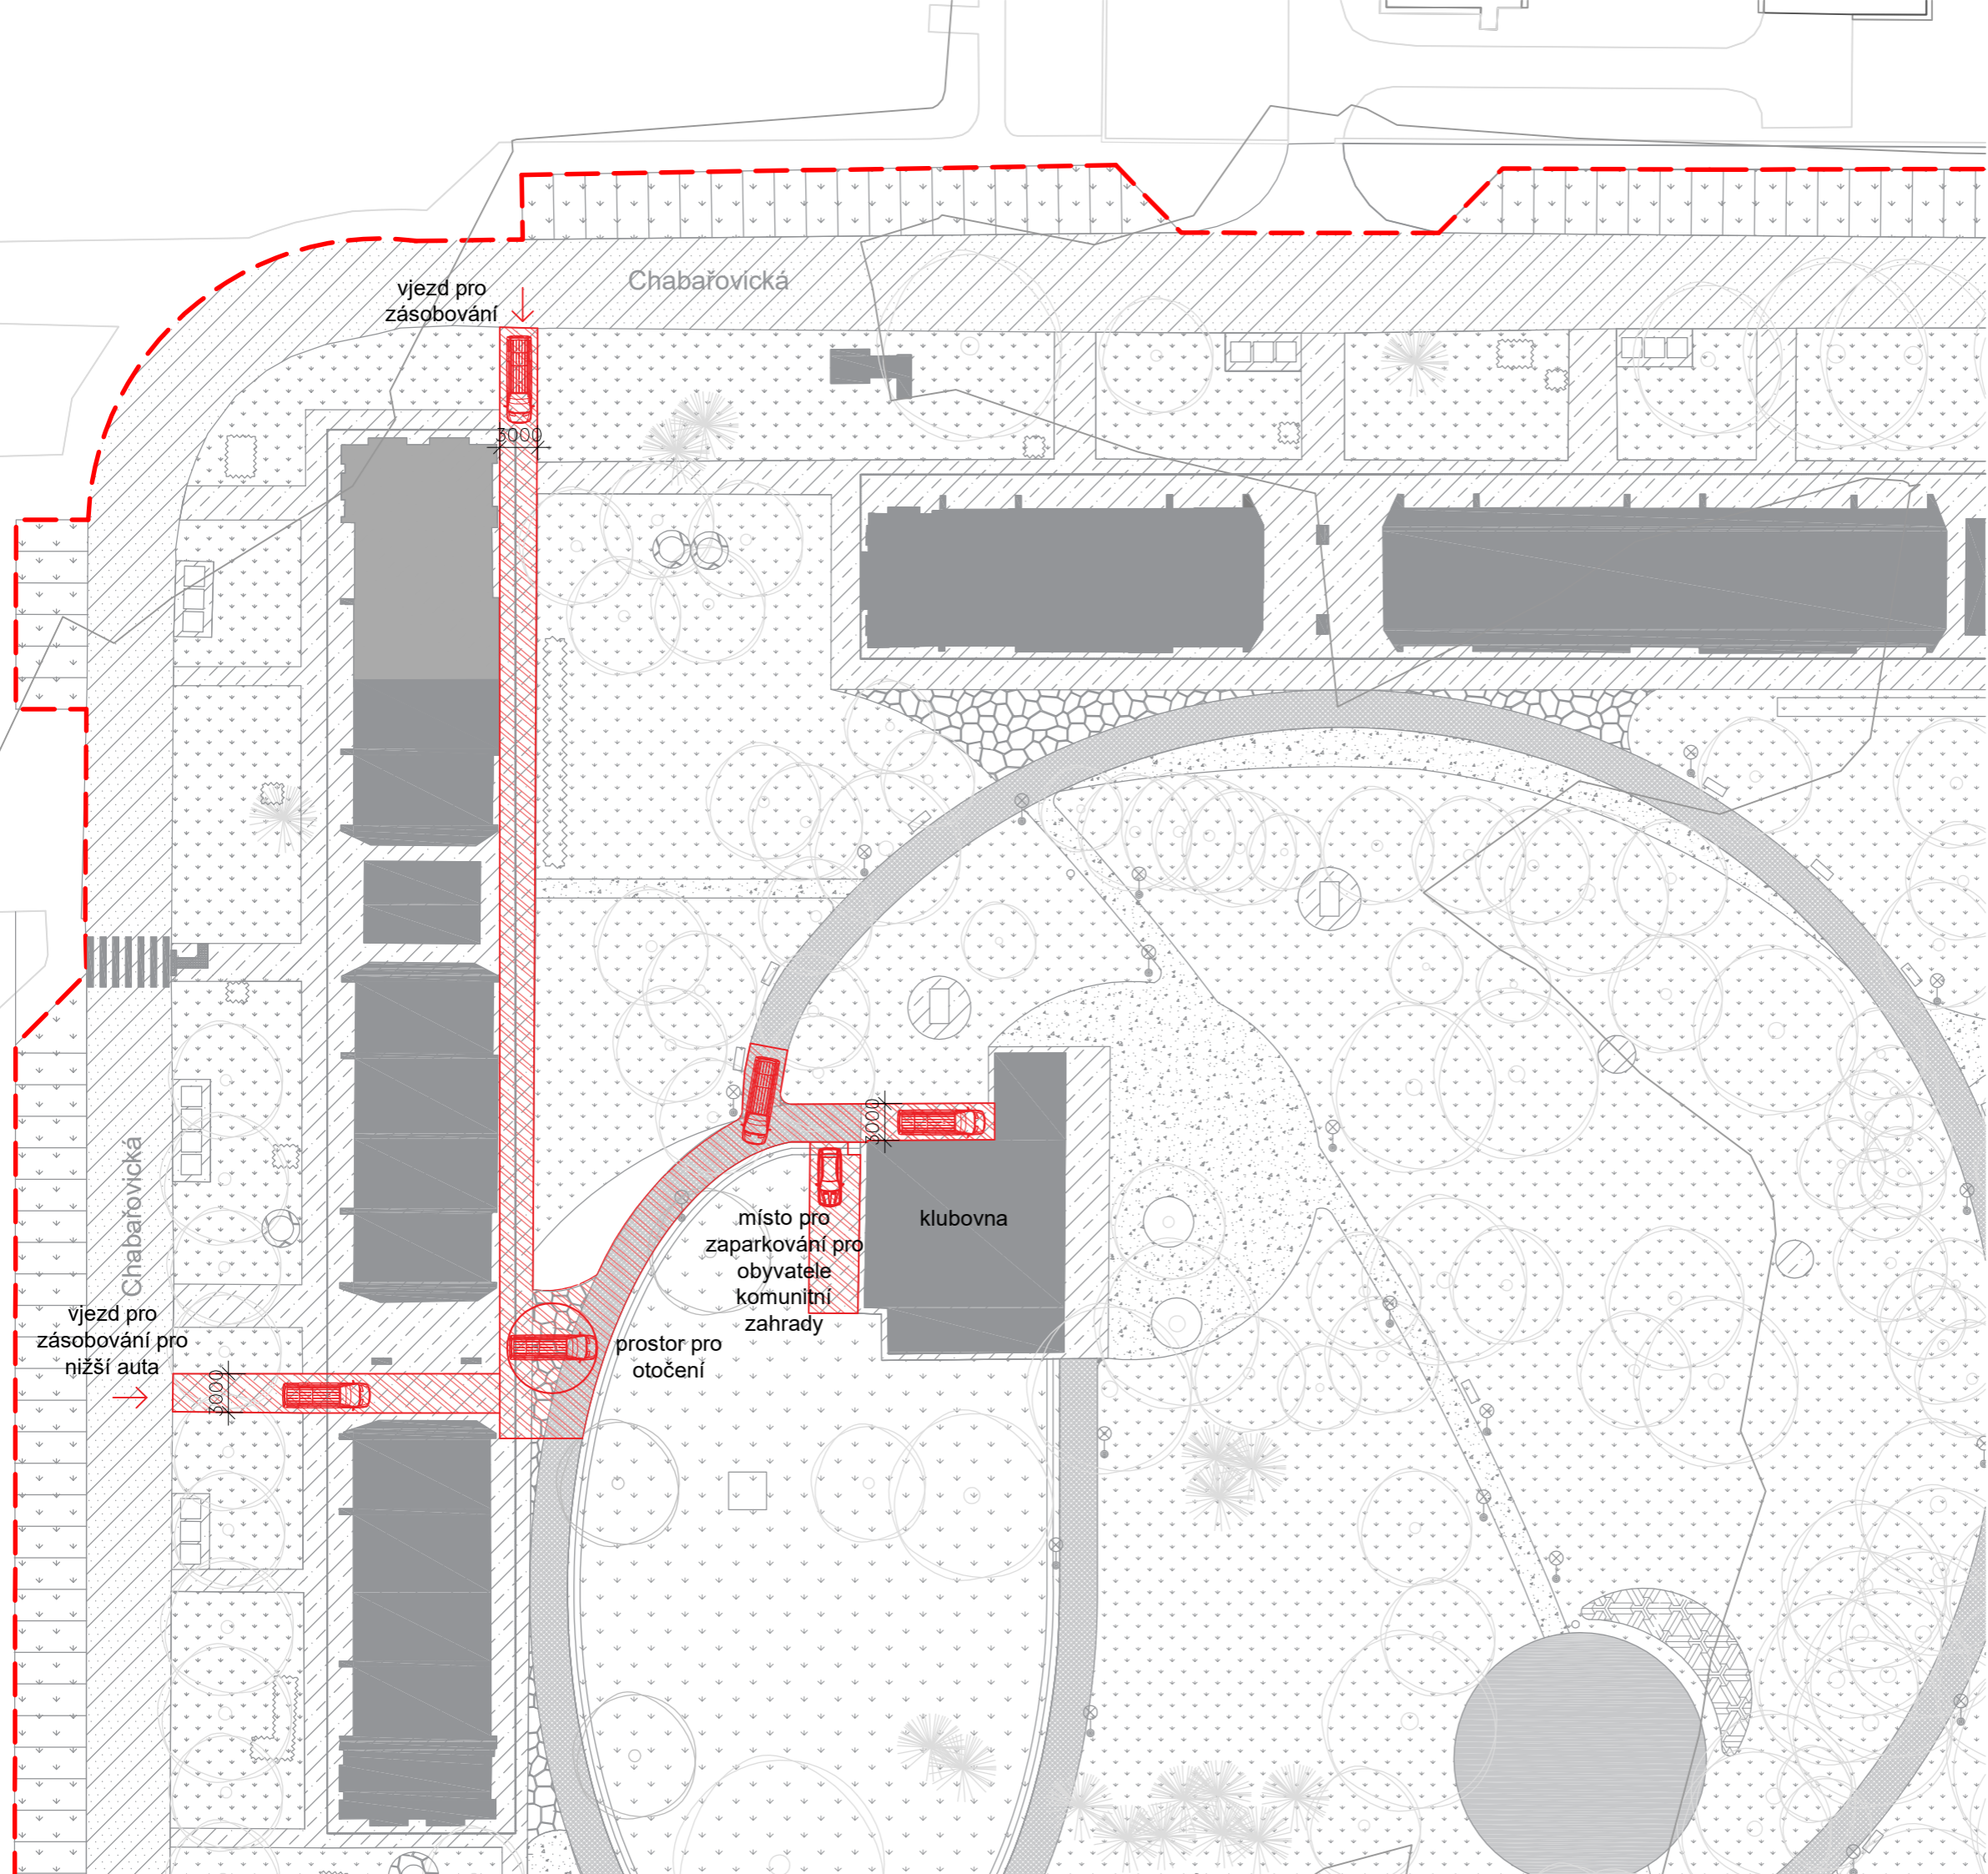 vjezd pro
zásobování
Chabařovická
3000
3000
místo pro
zaparkování pro
obyvatele
komunitní
zahrady
klubovna
Chabařovická
vjezd pro
zásobování pro
nižší auta
3000
prostor pro
otočení